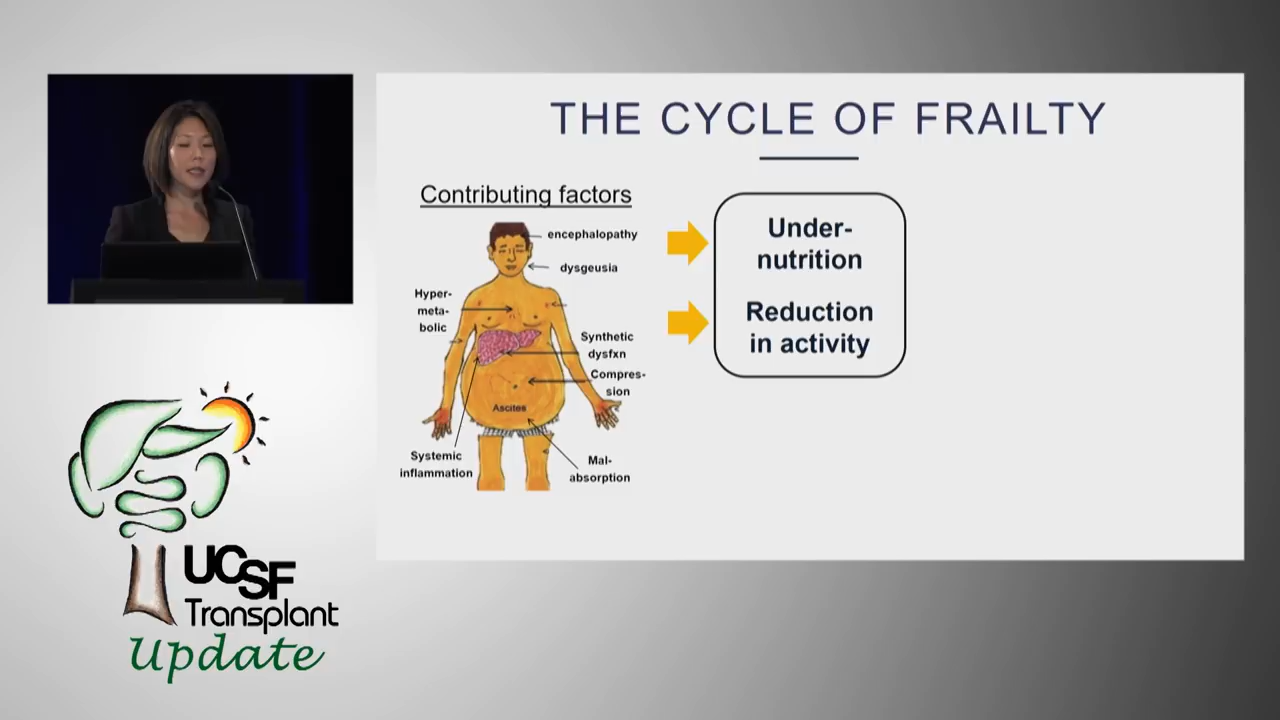 THE CYCLE OF FRAILTY
Contributing factors
encephalopathy
dysgeusia
Hyper-
meta-
bolic
Synthetic
dysfxn
Compres-
sion
Ascites
Systemic
inflammation
Mal-
absorption
Under-
nutrition
Reduction
in activity
UCSF
Transplant
Update